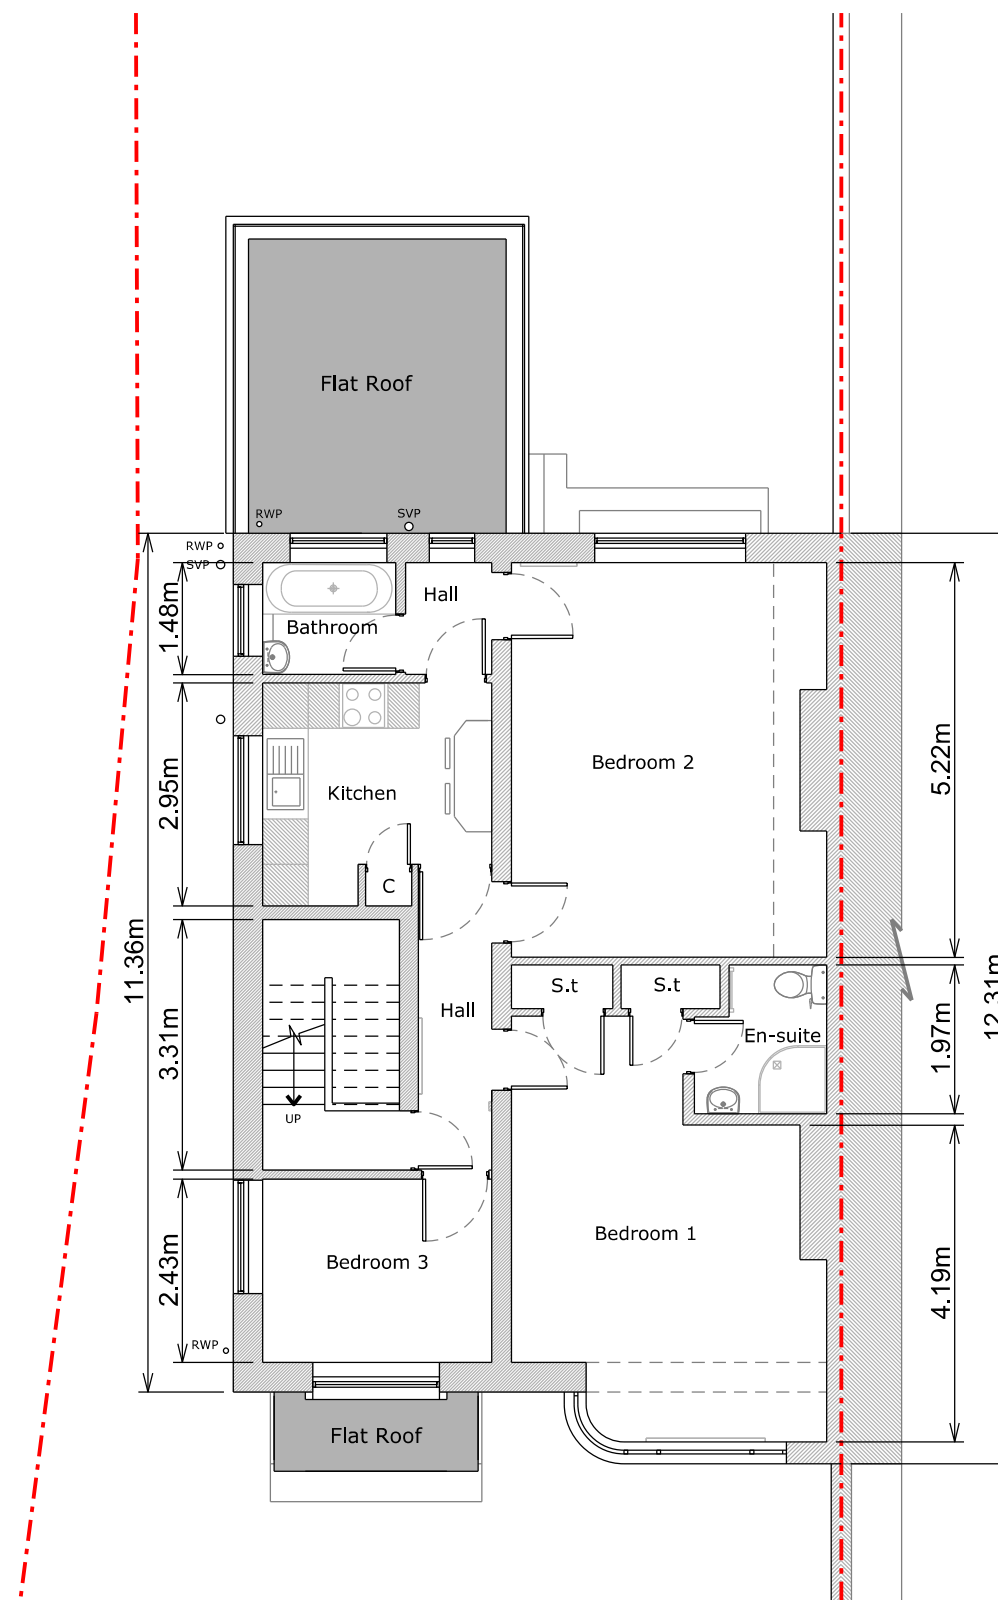 Flat Roof
RWP
SVP
RWP
SVP
Hall
Bathroom
1.48m
Bedroom 2
5.22m
Kitchen
2.95m
C
11.36m
S.t
S.t
Hall
En-suite
1.97m
12.31m
3.31m
UP
Bedroom 1
Bedroom 3
2.43m
4.19m
RWP
Flat Roof